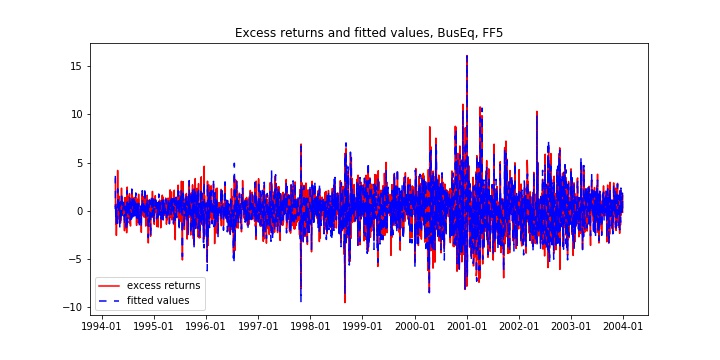 Excess returns and fitted values, BusEq, FF5
15
10
5
0
−5
−10
excess returns
fitted values
1994-01 1995-01 1996-01 1997-01 1998-01 1999-01 2000-01 2001-01 2002-01 2003-01 2004-01